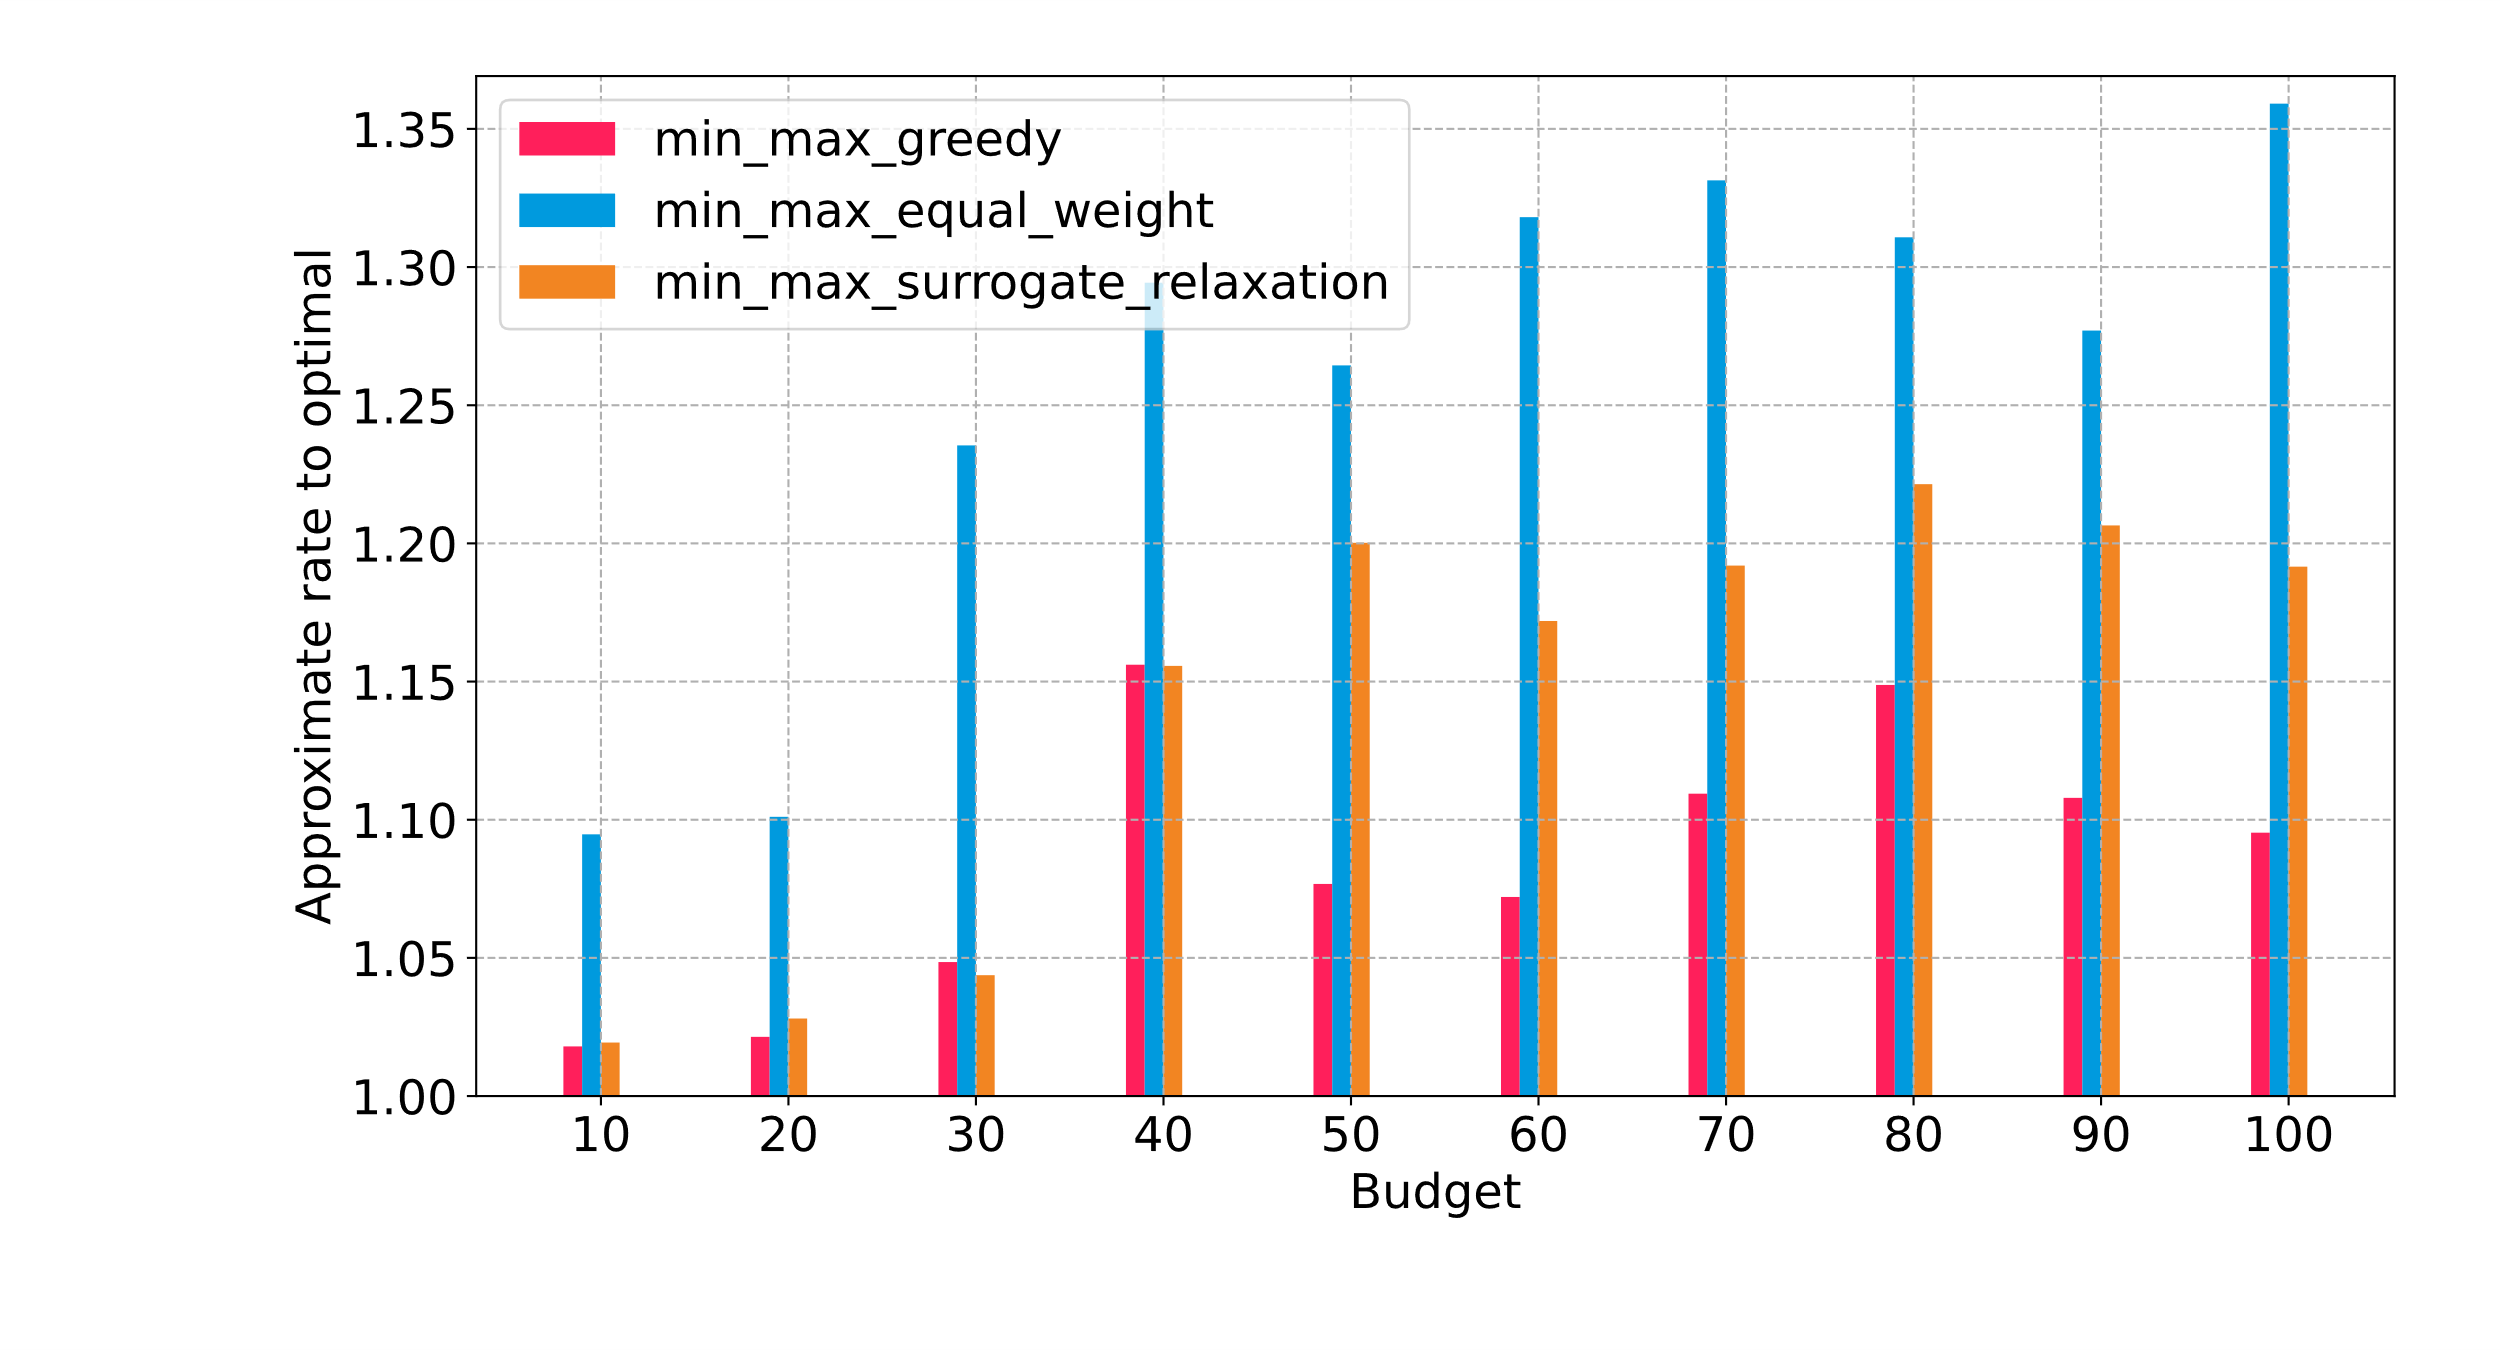 min_max_greedy
min_max_equal_weight
min_max_surrogate_relaxation
Approximate rate to optimal
1.35
1.30
1.25
1.20
1.15
1.10
1.05
1.00
10 20 30 40 50 60 70 80 90 100
Budget